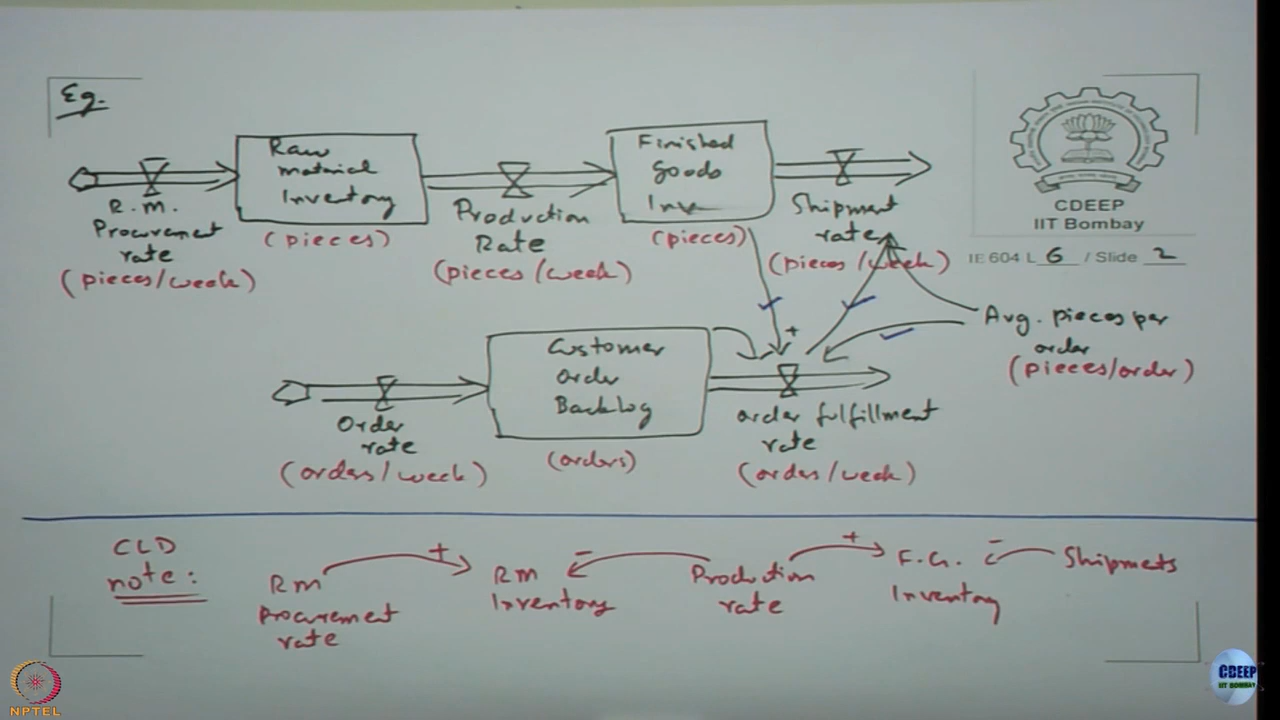 Eg.
Raw
material
Inventory
(pieces)
R.M.
Procurement
rate
(pieces/week)
Production
Rate
(pieces/week)
Finished
Goods
Inv
(pieces)
Shipment
rate
(pieces/week)
CDEEP
IIT Bombay
IE 604 L 6 / Slide 2
Avg. pieces per
order
(pieces/order)
+
Customer
order
Backlog
(orders)
Order
rate
(orders/week)
order fulfillment
rate
(orders/week)
CLD
note:
RM
Procurement
rate
+
RM
Inventory
-
Production
rate
+
F.G.
Inventory
-
Shipments
NPTEL
CDEEP
IIT BOMBAY